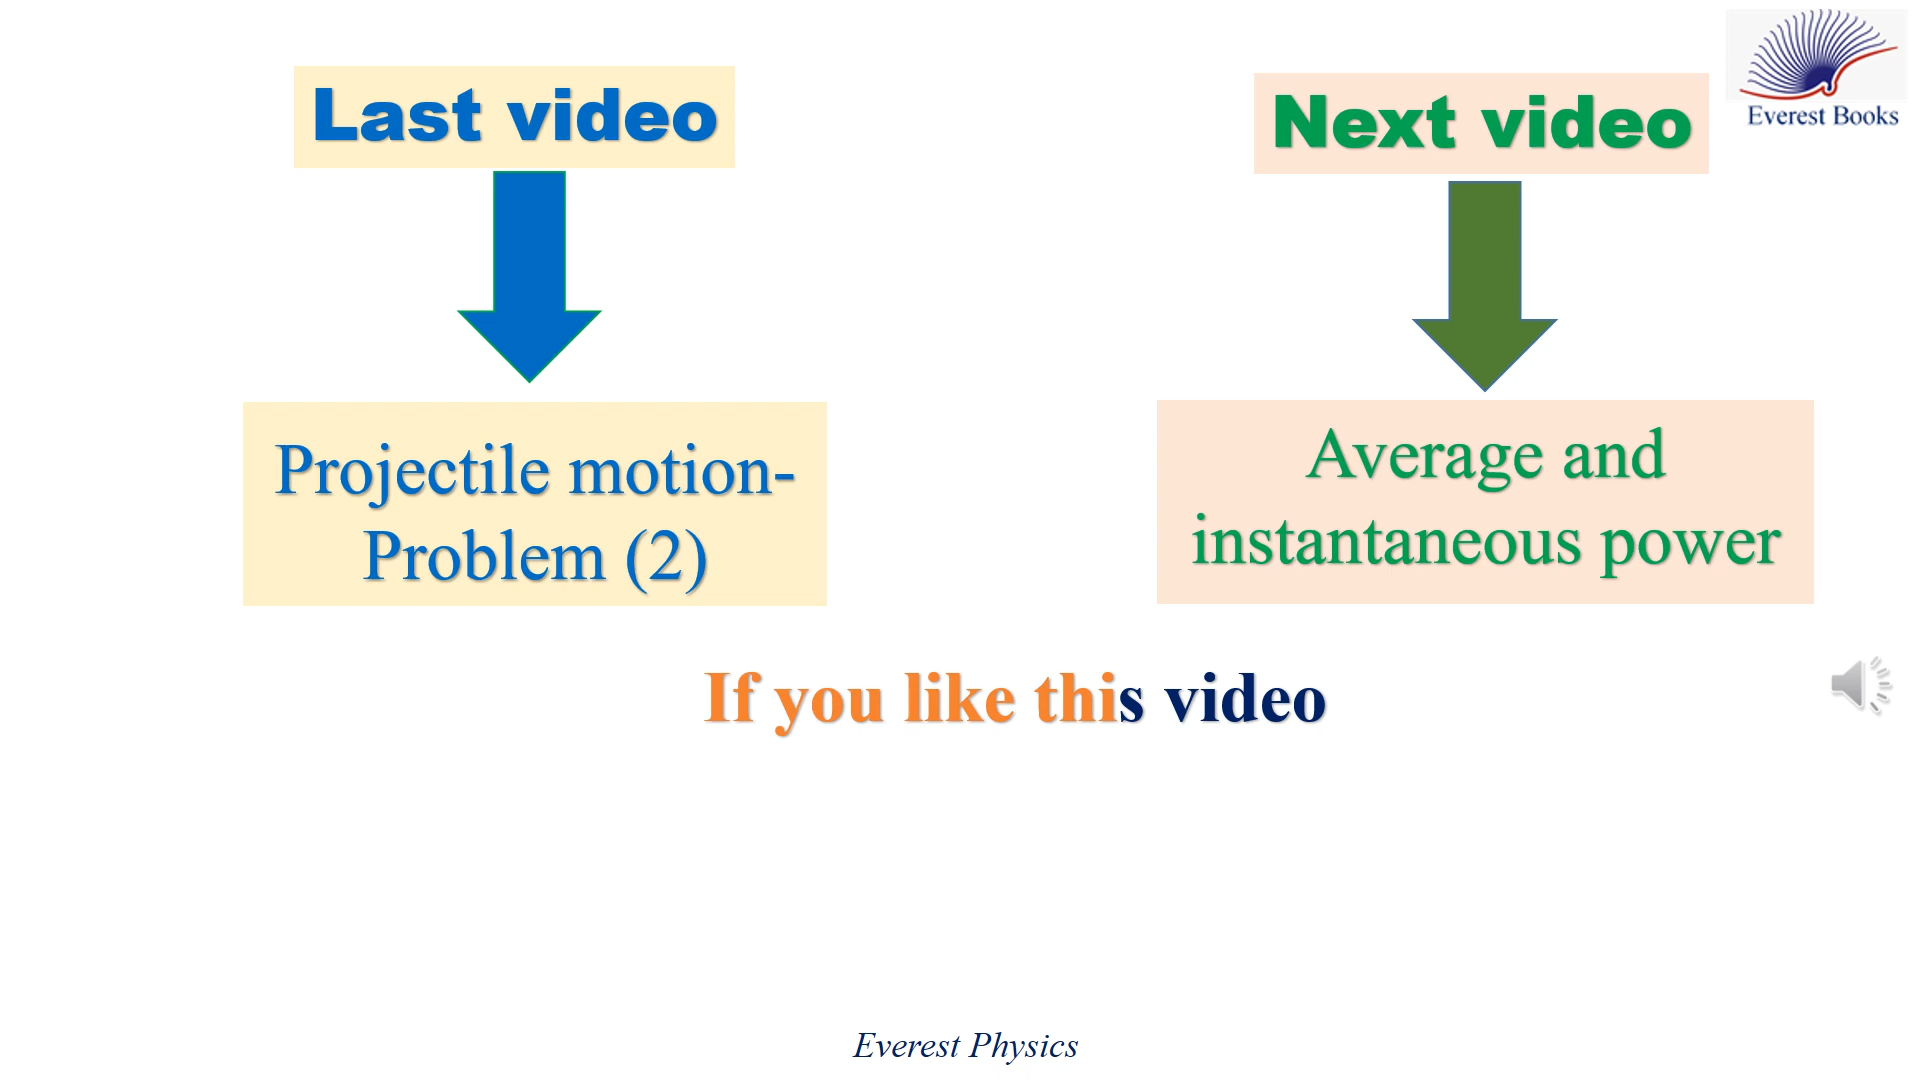 Last video
Next video
Everest Books
Projectile motion-
Problem (2)
Average and
instantaneous power
If you like this video
Everest Physics